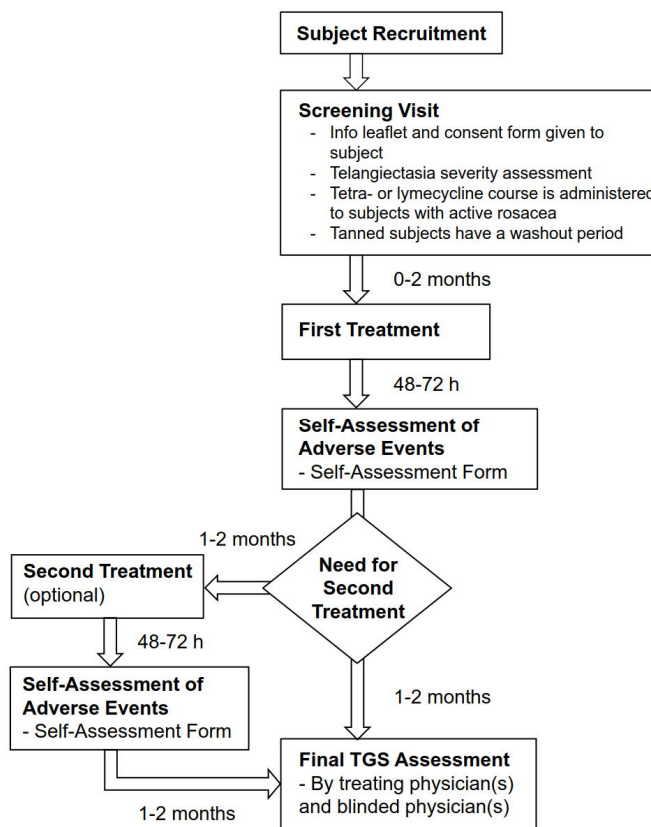 Subject Recruitment
Screening Visit
- Info leaflet and consent form given to
subject
- Telangiectasia severity assessment
- Tetra- or lymecycline course is administered
to subjects with active rosacea
- Tanned subjects have a washout period
0-2 months
First Treatment
48-72 h
Self-Assessment of
Adverse Events
- Self-Assessment Form
1-2 months
Need for
Second
Treatment
Second Treatment
(optional)
48-72 h
Self-Assessment of
Adverse Events
- Self-Assessment Form
1-2 months
Final TGS Assessment
- By treating physician(s)
and blinded physician(s)
1-2 months